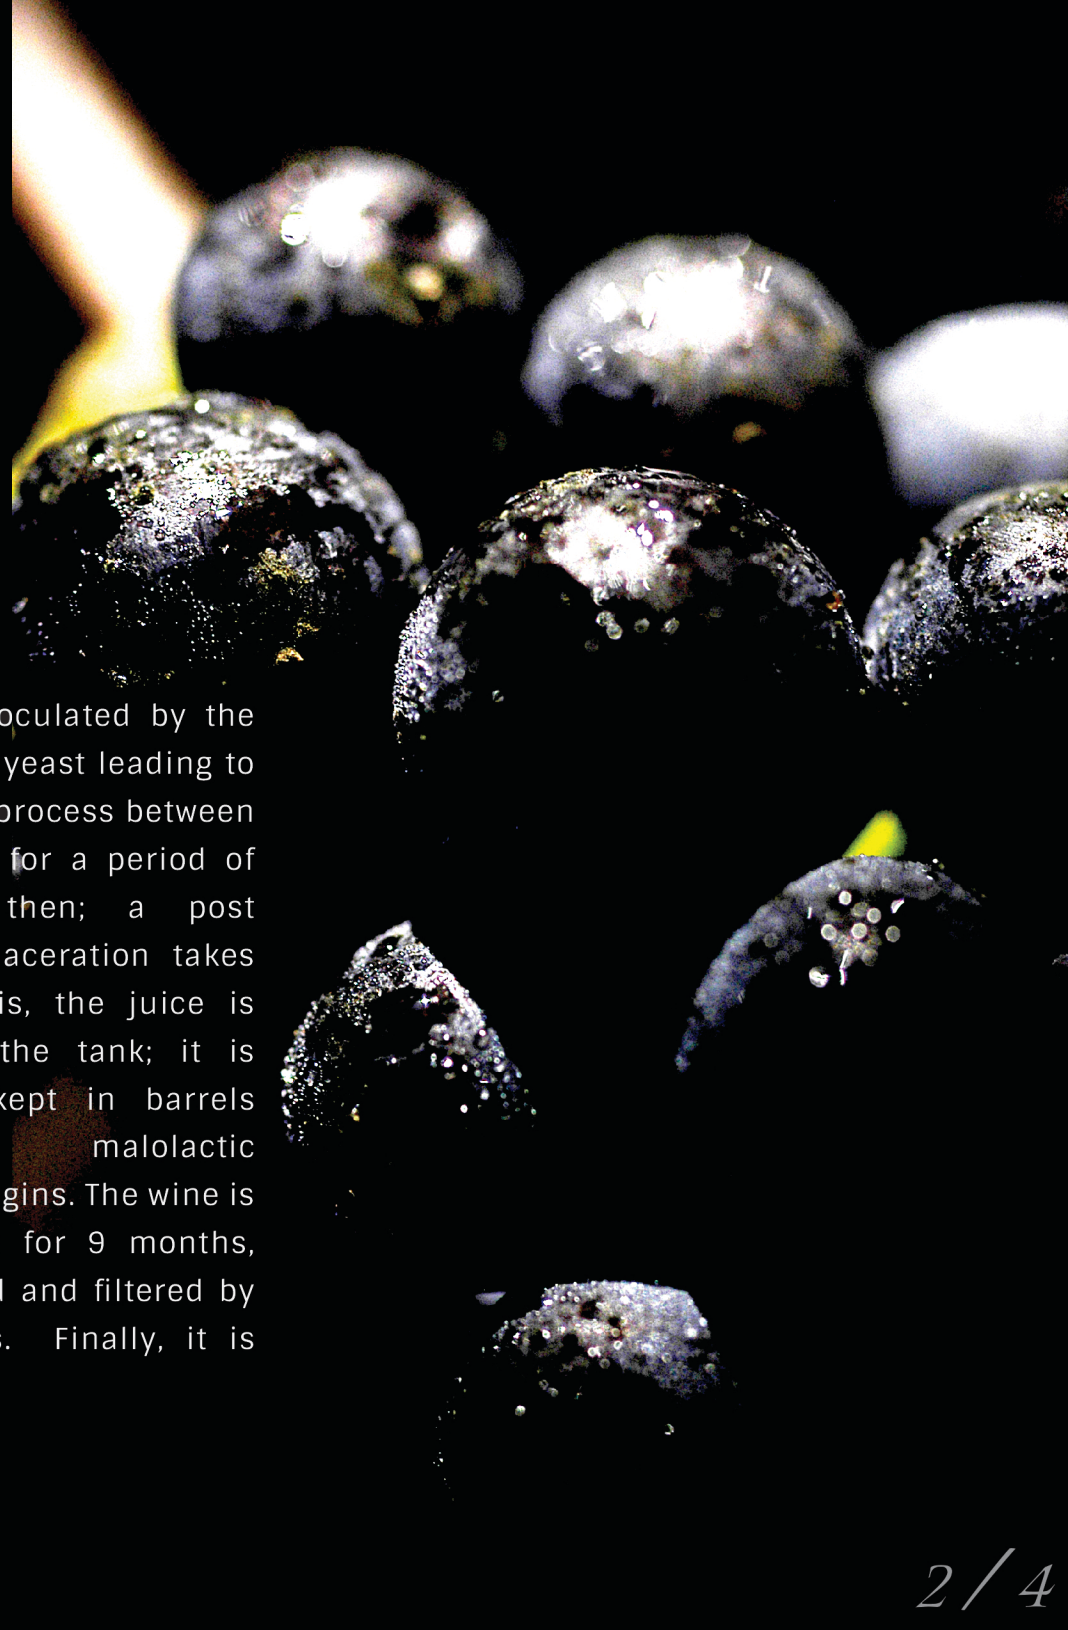 oculated by the
yeast leading to
process between
for a period of
then; a post
aceration takes
is, the juice is
the tank; it is
kept in barrels
malolactic
gins. The wine is
for 9 months,
d and filtered by
s. Finally, it is
2/4